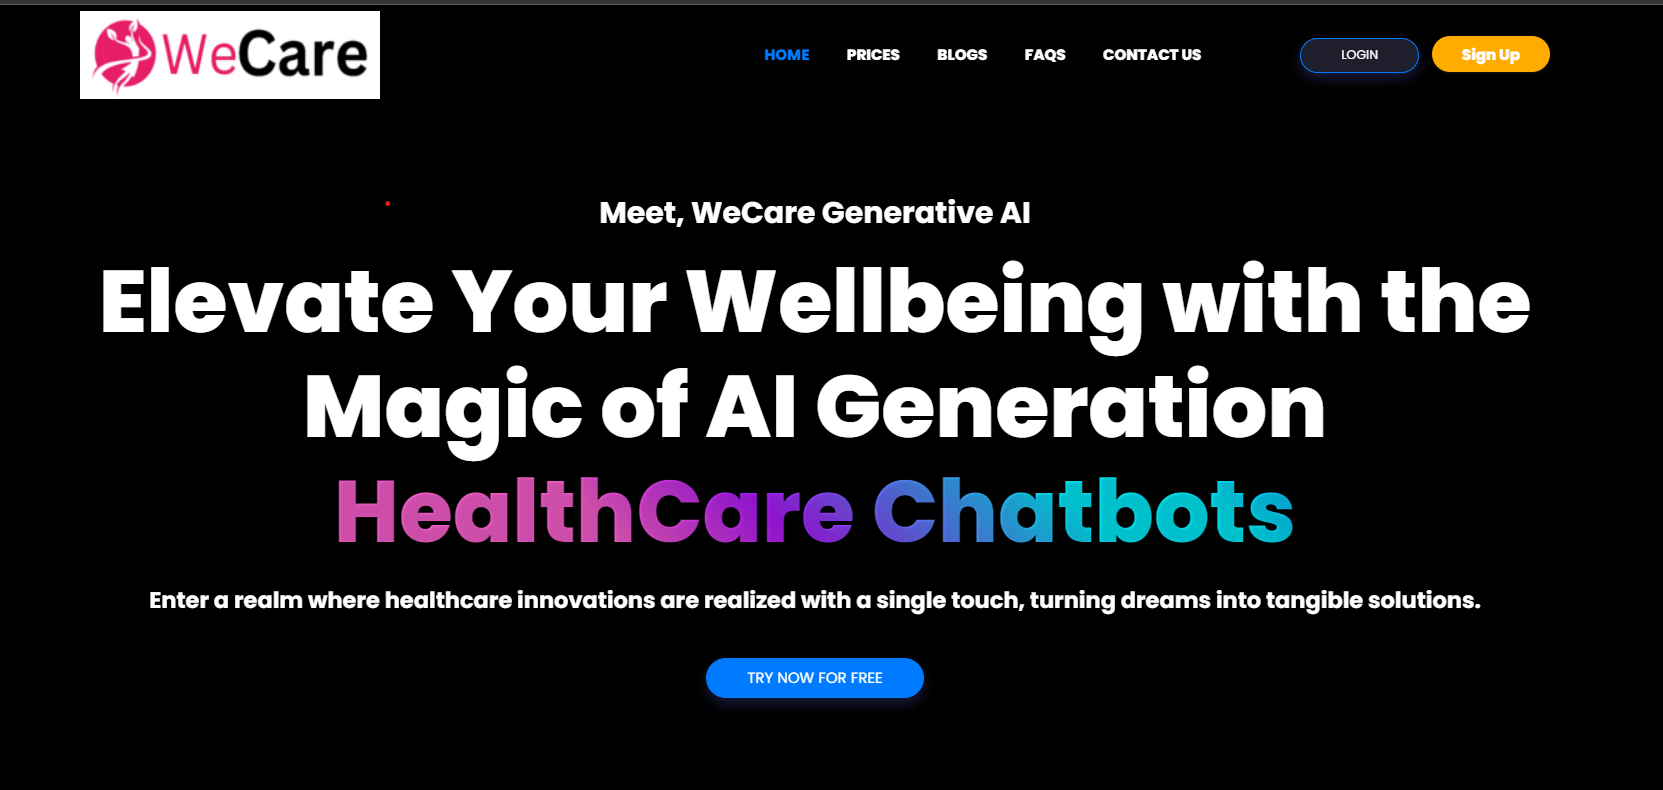 WeCare
HOME PRICES BLOGS FAQS CONTACT US LOGIN Sign Up
Meet, WeCare Generative AI
Elevate Your Wellbeing with the
Magic of AI Generation
HealthCare Chatbots
Enter a realm where healthcare innovations are realized with a single touch, turning dreams into tangible solutions.
TRY NOW FOR FREE